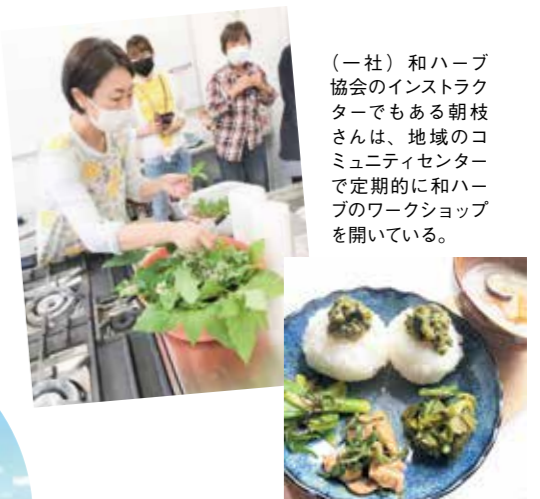 （一社）和ハーブ
協会のインストラク
ターでもある朝枝
さんは、地域のコ
ミュニティセンター
で定期的に和ハー
ブのワークショップ
を開いている。